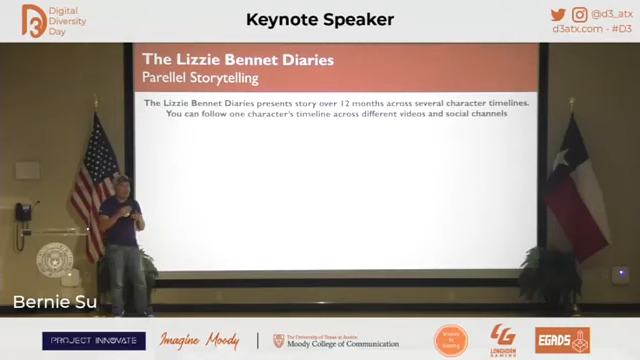 Digital
Diversity
Day
Keynote Speaker
@d3_atx
d3atx.com - #D3
The Lizzie Bennet Diaries
Parellel Storytelling
The Lizzie Bennet Diaries presents story over 12 months across several character timelines.
You can follow one character's timeline across different videos and social channels
Bernie Su
PROJECT INNOVATE
Imagine Moody
The University of Texas at Austin
Moody College of Communication
LONGHORN
GAMING
EGADS